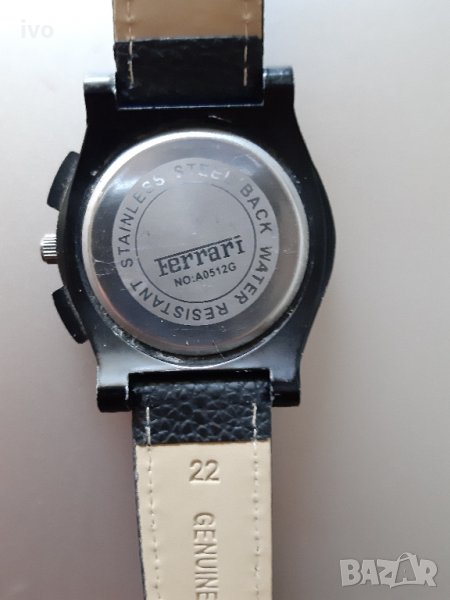 ivo
STAINLESS STEEL BACK WATER RESISTANT
Ferrari
NO:A0512G
22
GENUINE
BAZAR